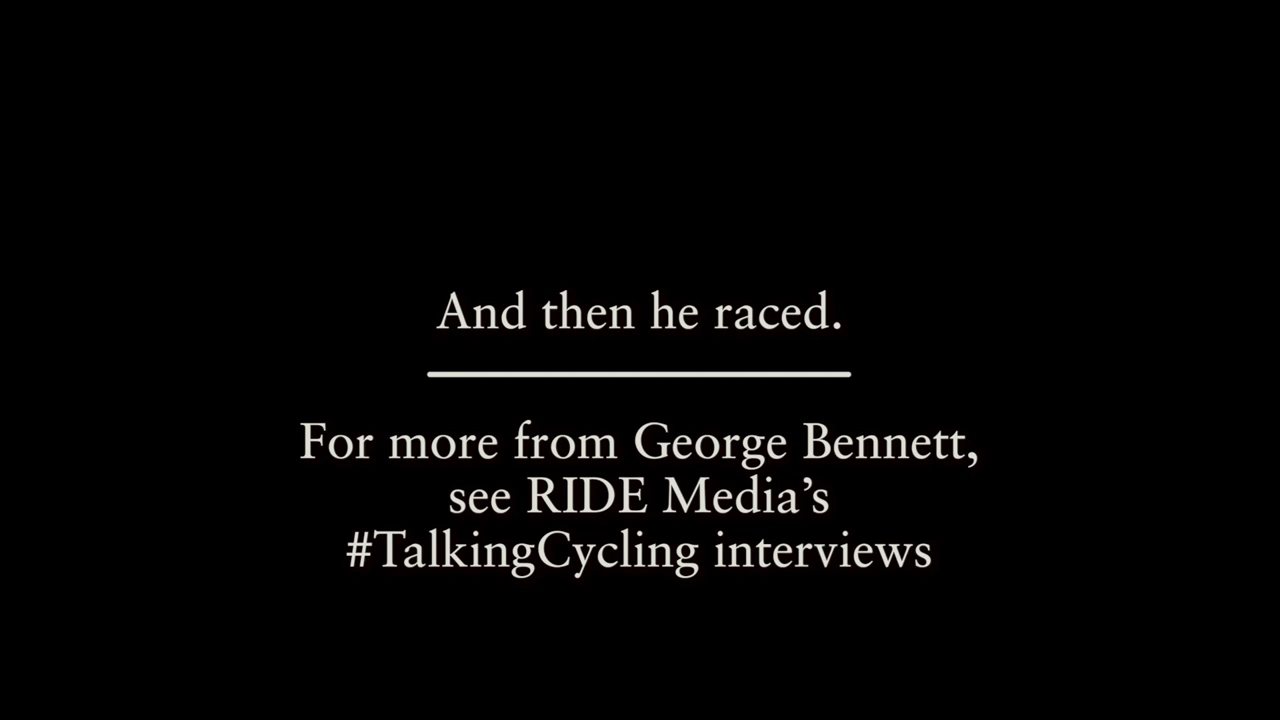 And then he raced.
For more from George Bennett,
see RIDE Media’s
#TalkingCycling interviews